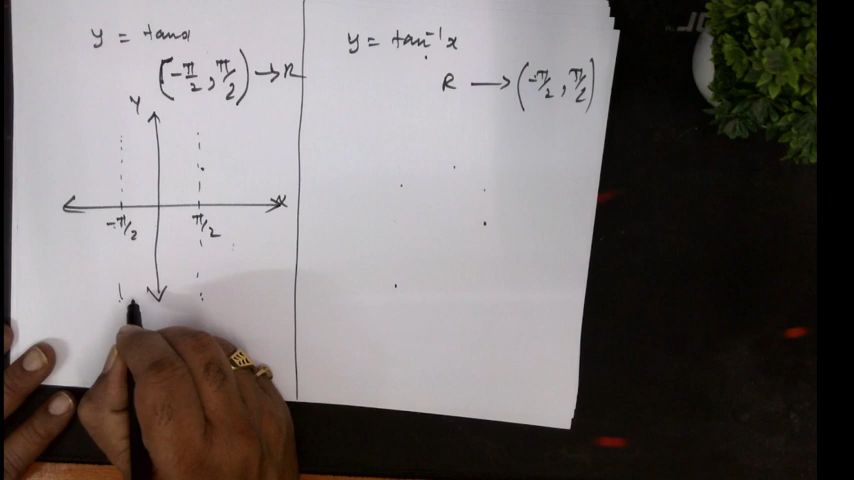 y = tanx
(-π/2, π/2) → R
Y
X
-π/2
π/2
y = tan⁻¹x
R → (-π/2, π/2)